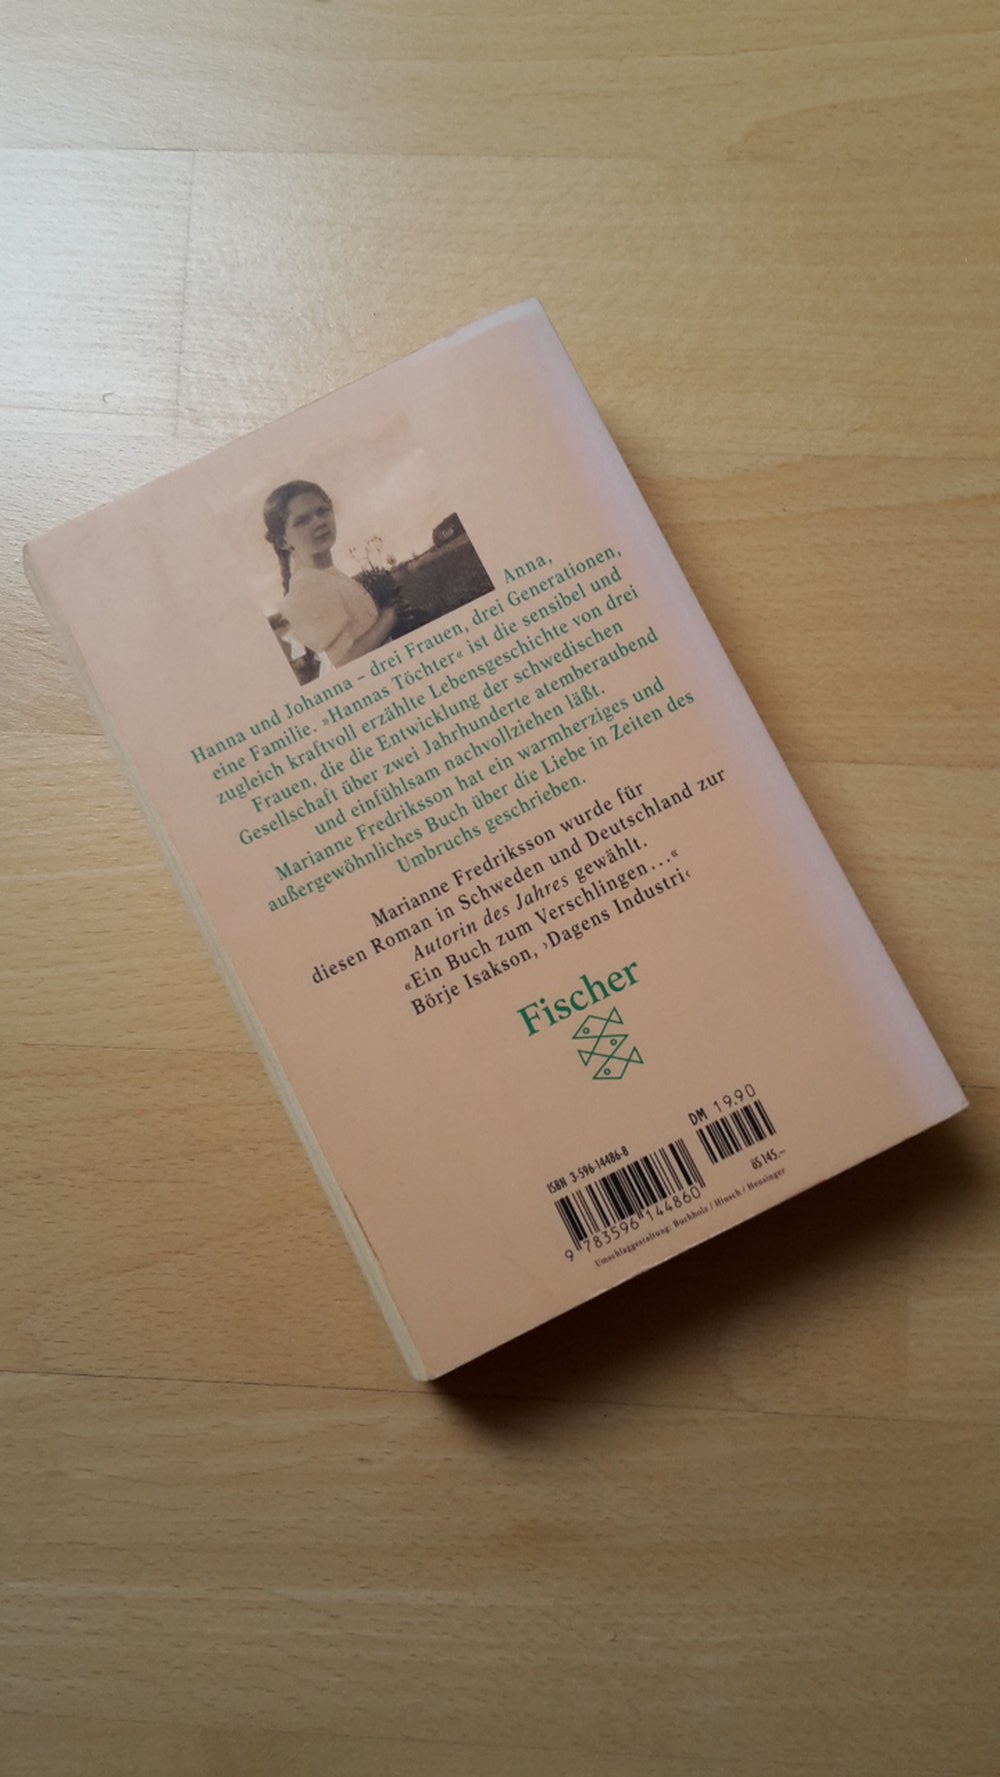 Anna,
Hanna und Johanna – drei Frauen, drei Generationen,
eine Familie. »Hannas Töchter« ist die sensibel und
zugleich kraftvoll erzählte Lebensgeschichte von drei
Frauen, die die Entwicklung der schwedischen
Gesellschaft über zwei Jahrhunderte atemberaubend
und einfühlsam nachvollziehen läßt.
Marianne Fredriksson hat ein warmherziges und
außergewöhnliches Buch über die Liebe in Zeiten des
Umbruchs geschrieben.
Marianne Fredriksson wurde für
diesen Roman in Schweden und Deutschland zur
Autorin des Jahres gewählt.
«Ein Buch zum Verschlingen ...«
Börje Isakson, ›Dagens Industri‹
Fischer
DM 19.90
ISBN 3-596-14486-8
öS 145.–
9 783596 144860
Umschlaggestaltung: Buchholz / Hinsch / Hensinger